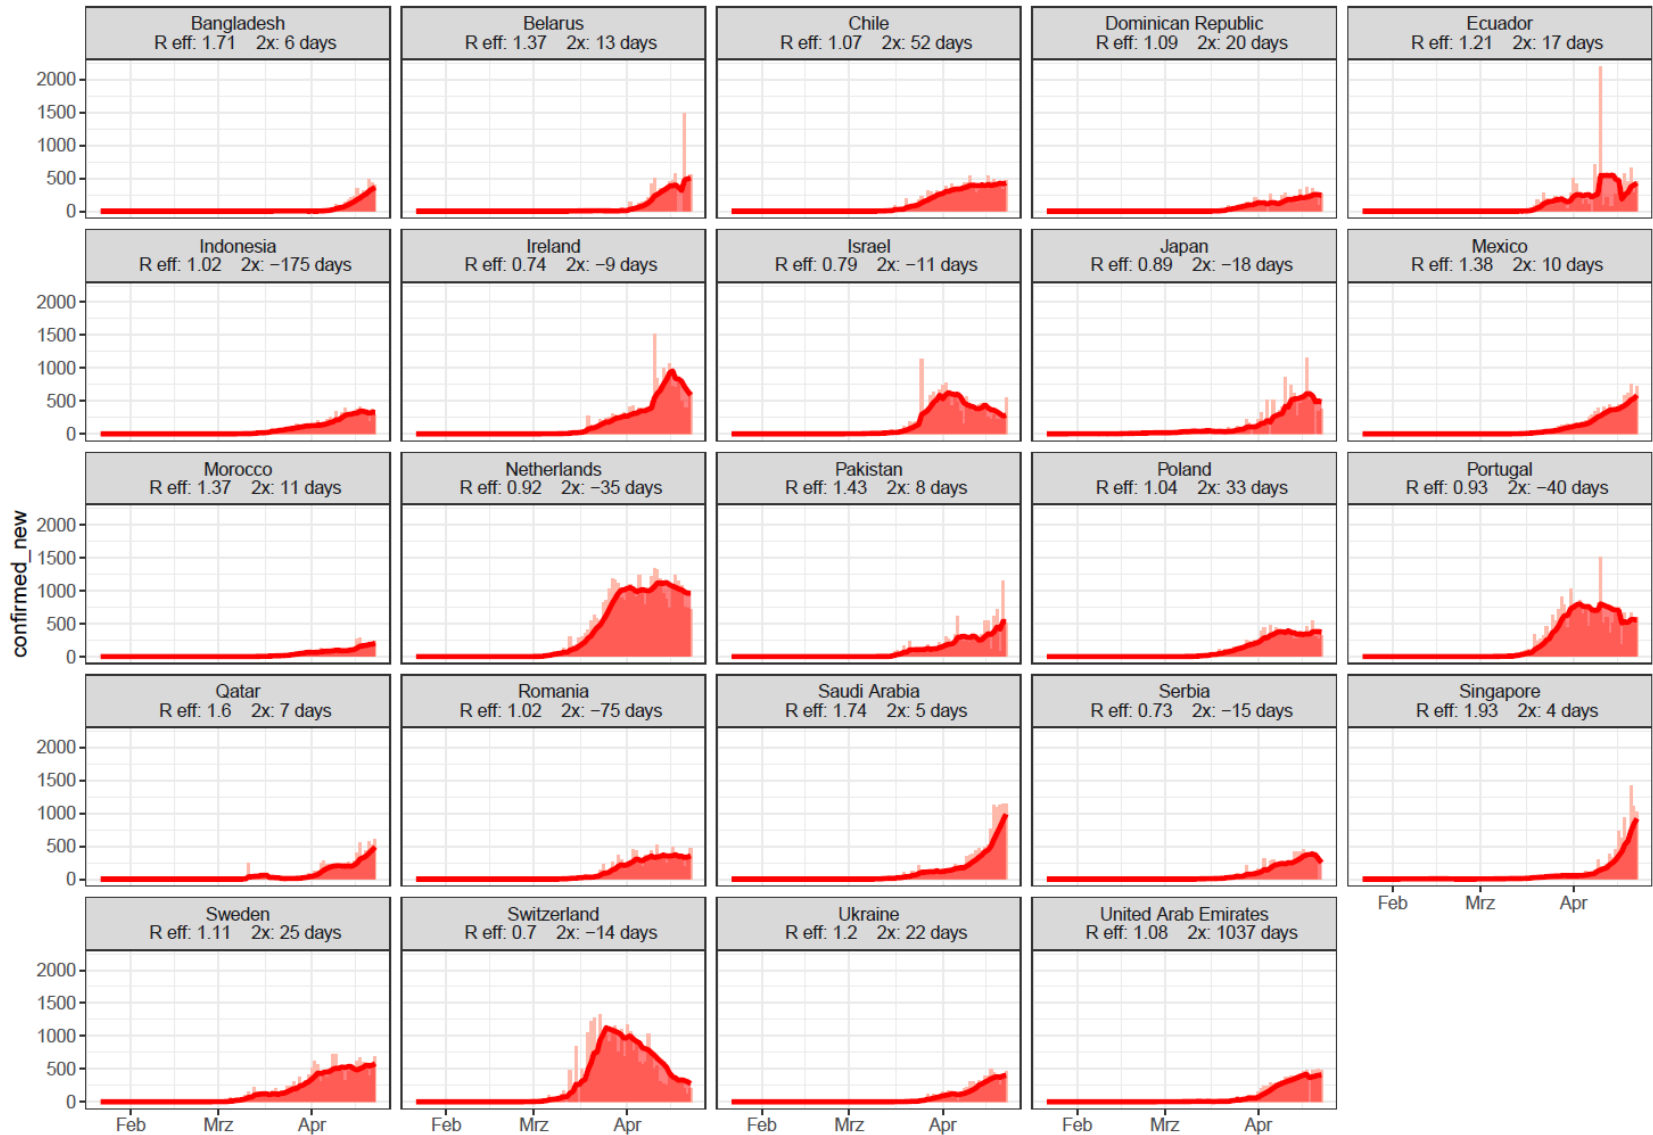 Bangladesh
R eff: 1.71 2x: 6 days
Belarus
R eff: 1.37 2x: 13 days
Chile
R eff: 1.07 2x: 52 days
Dominican Republic
R eff: 1.09 2x: 20 days
Ecuador
R eff: 1.21 2x: 17 days
2000
1500
1000
500
0
Indonesia
R eff: 1.02 2x: −175 days
Ireland
R eff: 0.74 2x: −9 days
Israel
R eff: 0.79 2x: −11 days
Japan
R eff: 0.89 2x: −18 days
Mexico
R eff: 1.38 2x: 10 days
2000
1500
1000
500
0
Morocco
R eff: 1.37 2x: 11 days
Netherlands
R eff: 0.92 2x: −35 days
Pakistan
R eff: 1.43 2x: 8 days
Poland
R eff: 1.04 2x: 33 days
Portugal
R eff: 0.93 2x: −40 days
confirmed_new
2000
1500
1000
500
0
Qatar
R eff: 1.6 2x: 7 days
Romania
R eff: 1.02 2x: −75 days
Saudi Arabia
R eff: 1.74 2x: 5 days
Serbia
R eff: 0.73 2x: −15 days
Singapore
R eff: 1.93 2x: 4 days
2000
1500
1000
500
0
Feb Mrz Apr
Sweden
R eff: 1.11 2x: 25 days
Switzerland
R eff: 0.7 2x: −14 days
Ukraine
R eff: 1.2 2x: 22 days
United Arab Emirates
R eff: 1.08 2x: 1037 days
2000
1500
1000
500
0
Feb Mrz Apr
Feb Mrz Apr
Feb Mrz Apr
Feb Mrz Apr